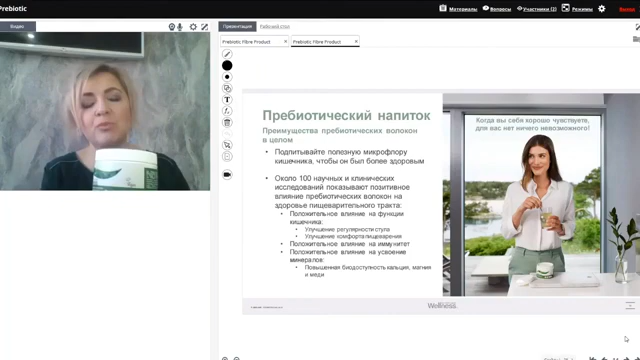 Prebiotic
Материалы
Вопросы
Участники (2)
Режимы
Видео
Презентация
Рабочий стол
Prebiotic Fibre Product
Prebiotic Fibre Product
Пребиотический напиток
Преимущества пребиотических волокон
в целом
• Подпитывайте полезную микрофлору
кишечника, чтобы он был более здоровым
• Около 100 научных и клинических
исследований показывают позитивное
влияние пребиотических волокон на
здоровье пищеварительного тракта:
• Положительное влияние на функции
кишечника:
• Улучшение регулярности стула
• Улучшение комфорта пищеварения
• Положительное влияние на иммунитет
• Положительное влияние на усвоение
минералов:
• Повышенная биодоступность кальция, магния
и меди
Когда вы себя хорошо чувствуете,
для вас нет ничего невозможного!
Wellness